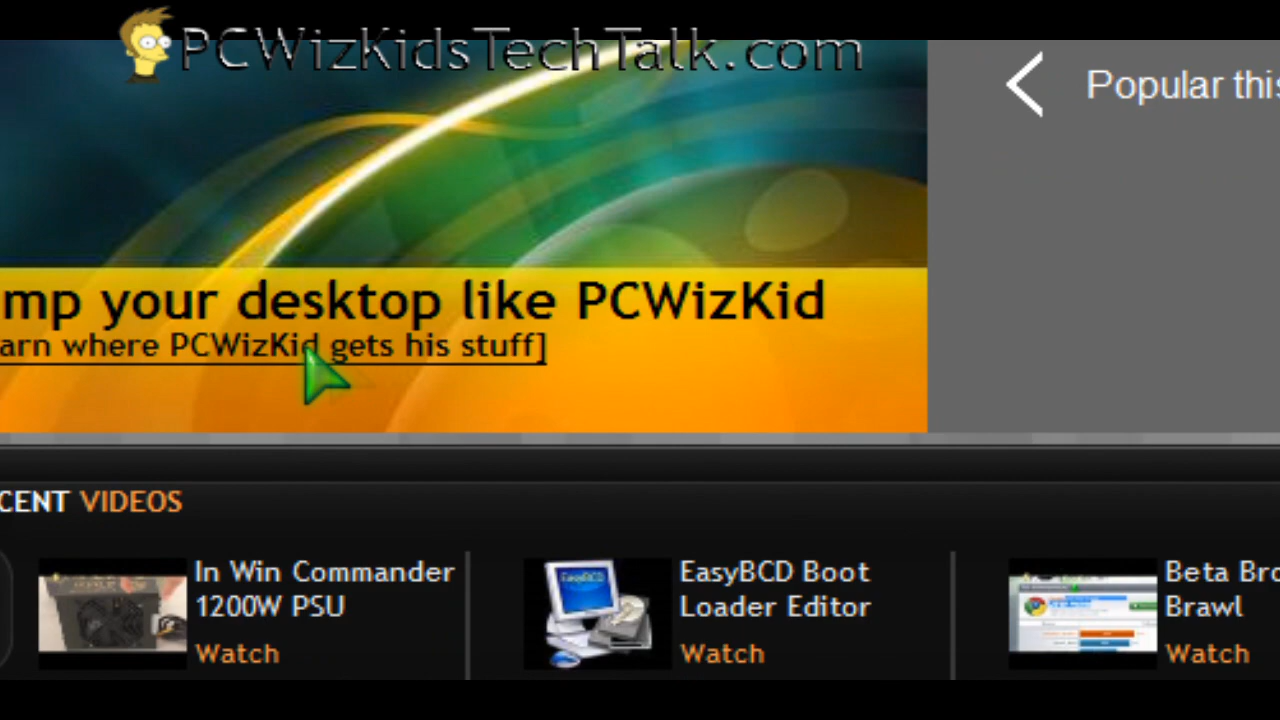 PCWizKidsTechTalk.com
Popular this
mp your desktop like PCWizKid
arn where PCWizKid gets his stuff]
CENT VIDEOS
In Win Commander
1200W PSU
Watch
EasyBCD
EasyBCD Boot
Loader Editor
Watch
Beta Bro
Brawl
Watch